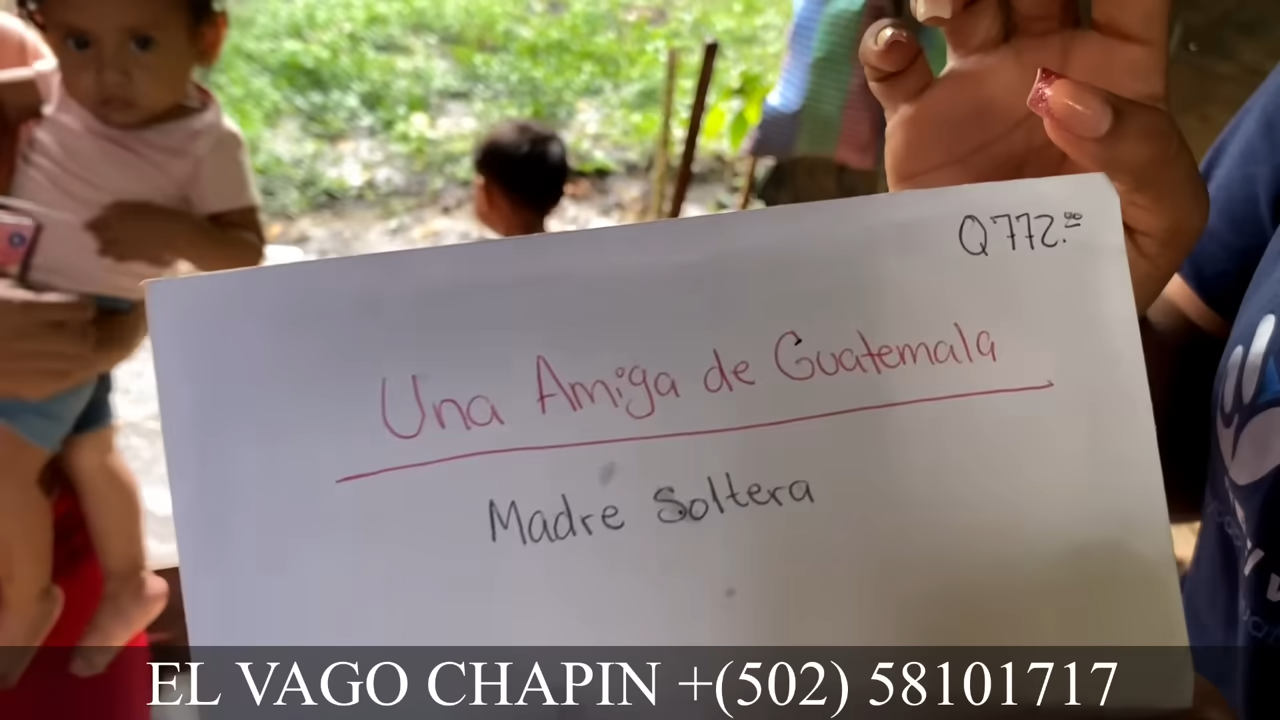 Q772.00
Una Amiga de Guatemala
Madre Soltera
EL VAGO CHAPIN +(502) 58101717